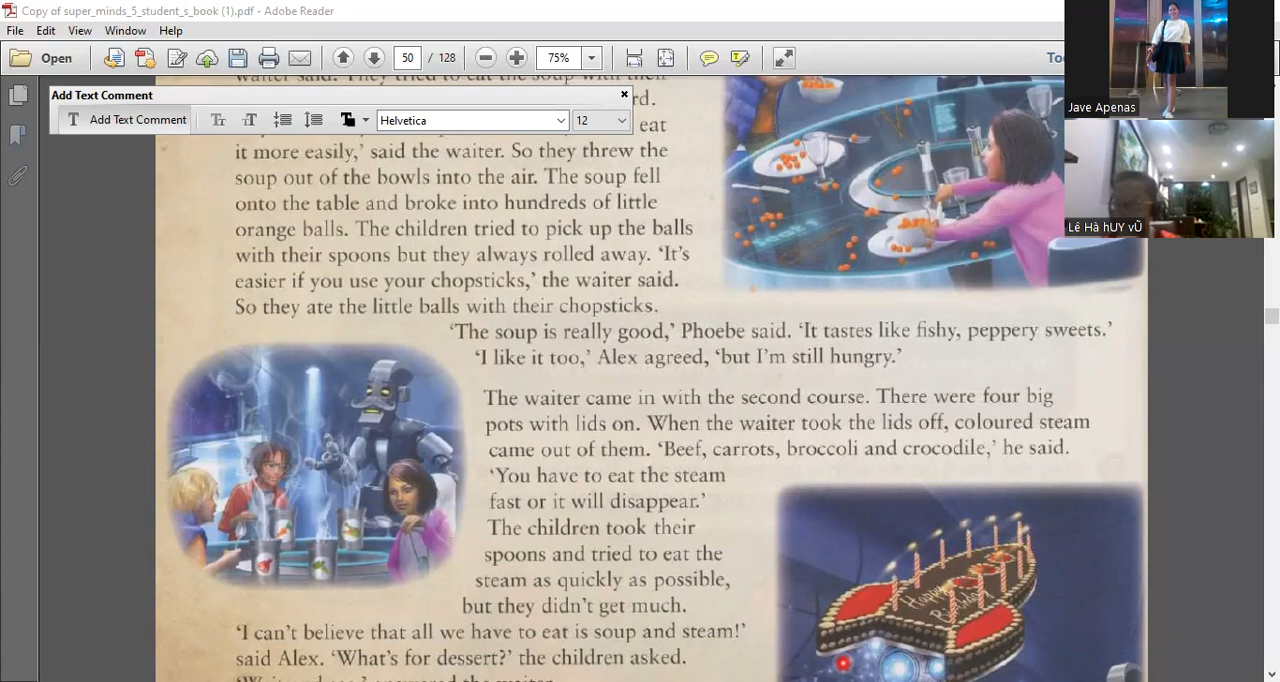 Copy of super_minds_5_student_s_book (1).pdf - Adobe Reader
File Edit View Window Help
Open
50 / 128
75%
Jave Apenas
Add Text Comment
Add Text Comment
Helvetica
12
Lê Hà hUY vŨ
rd.
eat
it more easily,' said the waiter. So they threw the
soup out of the bowls into the air. The soup fell
onto the table and broke into hundreds of little
orange balls. The children tried to pick up the balls
with their spoons but they always rolled away. 'It's
easier if you use your chopsticks,' the waiter said.
So they ate the little balls with their chopsticks.
'The soup is really good,' Phoebe said. 'It tastes like fishy, peppery sweets.'
'I like it too,' Alex agreed, 'but I'm still hungry.'
The waiter came in with the second course. There were four big
pots with lids on. When the waiter took the lids off, coloured steam
came out of them. 'Beef, carrots, broccoli and crocodile,' he said.
'You have to eat the steam
fast or it will disappear.'
The children took their
spoons and tried to eat the
steam as quickly as possible,
but they didn't get much.
'I can't believe that all we have to eat is soup and steam!'
said Alex. 'What's for dessert?' the children asked.
Happy
Birthday